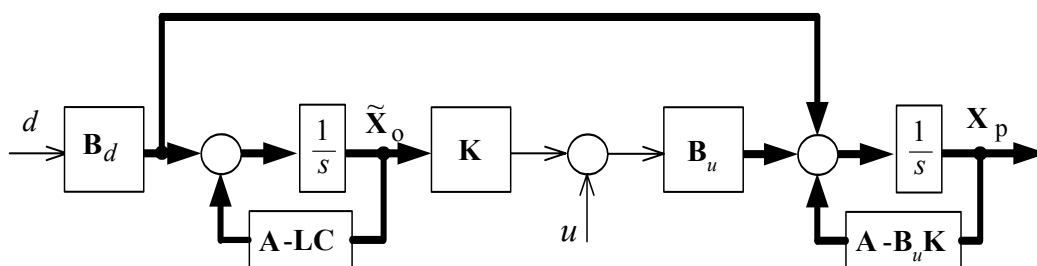 d
B_d
1/s
X̃_o
K
B_u
1/s
X_p
A-LC
u
A-B_uK